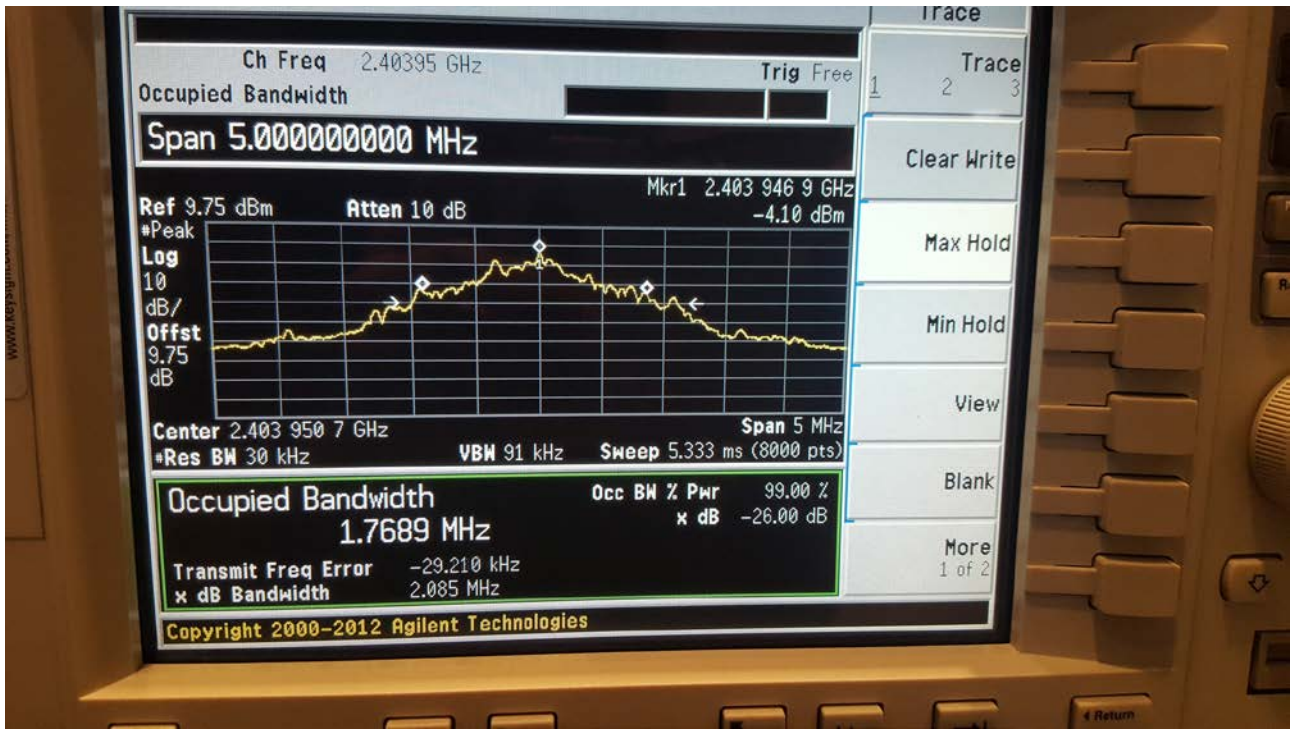 Trace
Ch Freq 2.40395 GHz
Trig Free
Occupied Bandwidth
Span 5.000000000 MHz
Mkr1 2.403 946 9 GHz
Ref 9.75 dBm Atten 10 dB -4.10 dBm
#Peak
Log
10
dB/
Offst
9.75
dB
1
Center 2.403 950 7 GHz Span 5 MHz
#Res BW 30 kHz VBW 91 kHz Sweep 5.333 ms (8000 pts)
Occupied Bandwidth
1.7689 MHz
Occ BW % Pwr 99.00 %
x dB -26.00 dB
Transmit Freq Error -29.210 kHz
x dB Bandwidth 2.085 MHz
Copyright 2000-2012 Agilent Technologies
Trace
1 2 3
Clear Write
Max Hold
Min Hold
View
Blank
More
1 of 2
Return